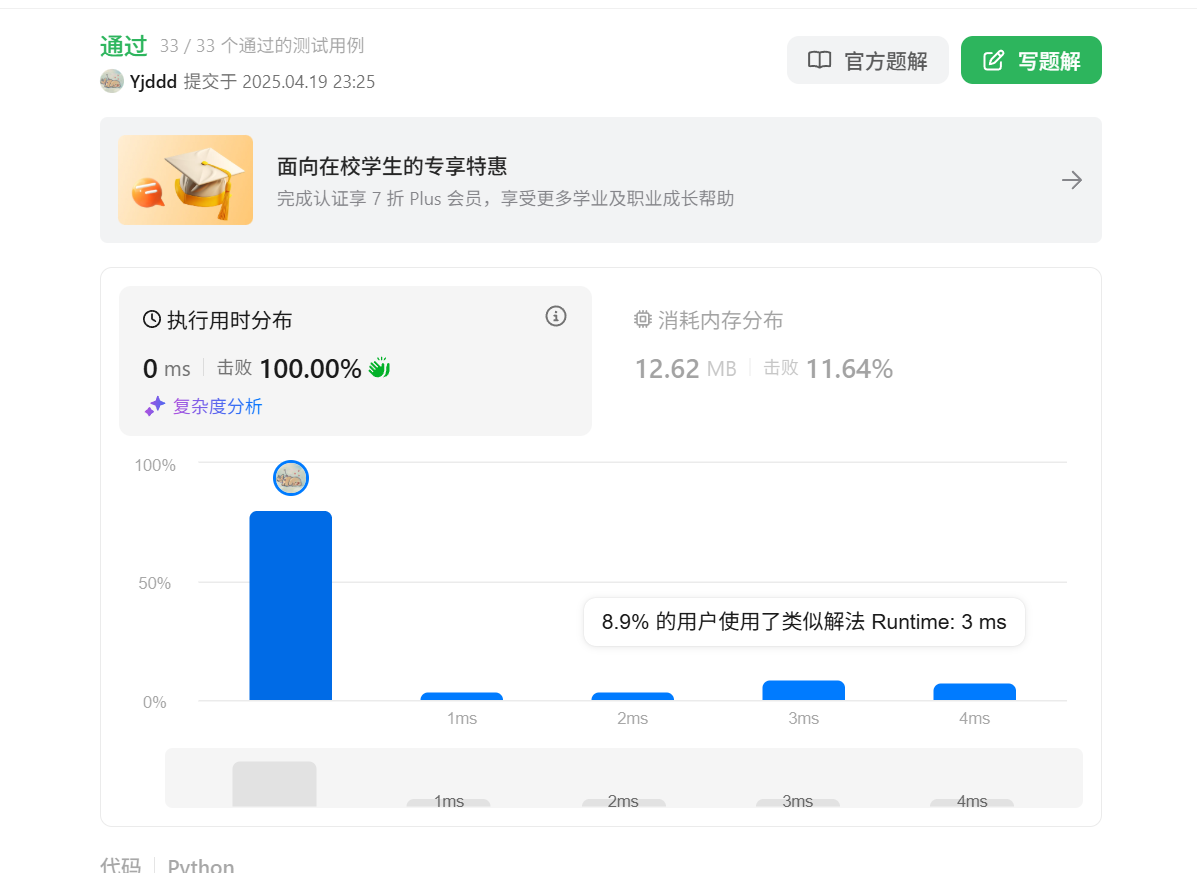 通过 33 / 33 个通过的测试用例
Yjddd 提交于 2025.04.19 23:25
官方题解
写题解
面向在校学生的专享特惠
完成认证享 7 折 Plus 会员，享受更多学业及职业成长帮助
执行用时分布
0 ms 击败 100.00%
复杂度分析
消耗内存分布
12.62 MB 击败 11.64%
100%
50%
8.9% 的用户使用了类似解法 Runtime: 3 ms
0%
1ms 2ms 3ms 4ms
1ms 2ms 3ms 4ms
代码 Python